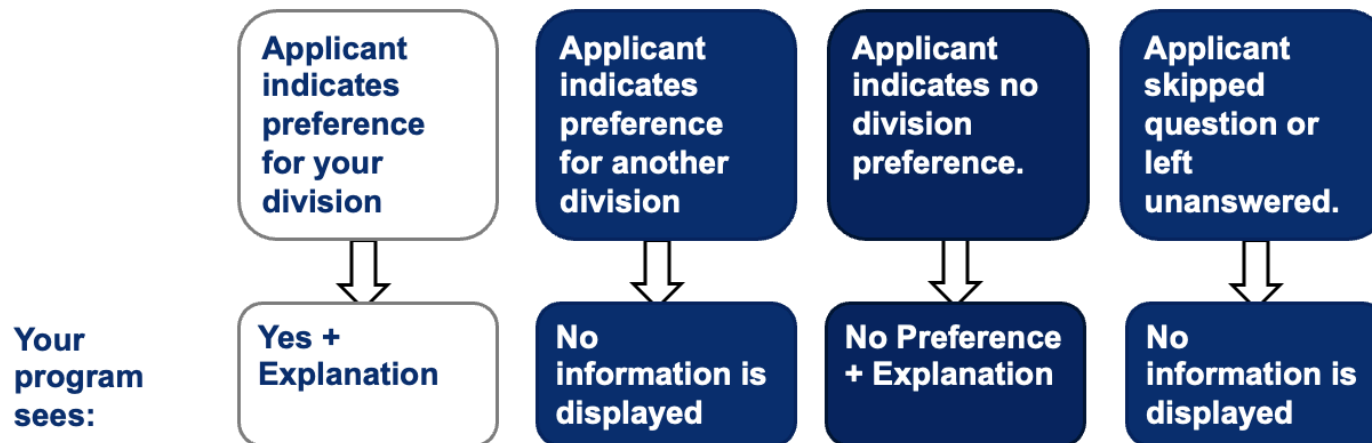 Applicant
indicates
preference
for your
division
Applicant
indicates
preference
for another
division
Applicant
indicates no
division
preference.
Applicant
skipped
question or
left
unanswered.
Your
program
sees:
Yes +
Explanation
No
information is
displayed
No Preference
+ Explanation
No
information is
displayed